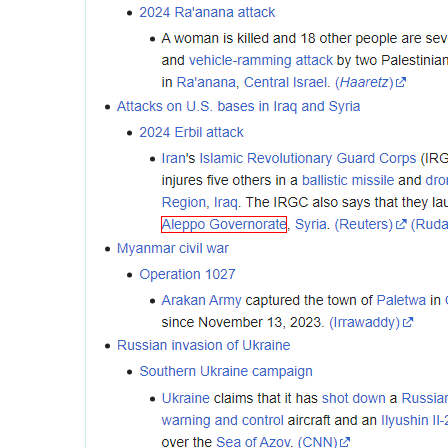 2024 Ra'anana attack
A woman is killed and 18 other people are
and vehicle-ramming attack by two Palestinian
in Ra'anana, Central Israel. (Haaretz)
Attacks on U.S. bases in Iraq and Syria
2024 Erbil attack
Iran's Islamic Revolutionary Guard Corps (IRG
injures five others in a ballistic missile and
Region, Iraq. The IRGC also says that they
Aleppo Governorate, Syria. (Reuters) (Ruda
Myanmar civil war
Operation 1027
Arakan Army captured the town of Paletwa in
since November 13, 2023. (Irrawaddy)
Russian invasion of Ukraine
Southern Ukraine campaign
Ukraine claims that it has shot down a Russian
warning and control aircraft and an Ilyushin Il-2
over the Sea of Azov. (CNN)